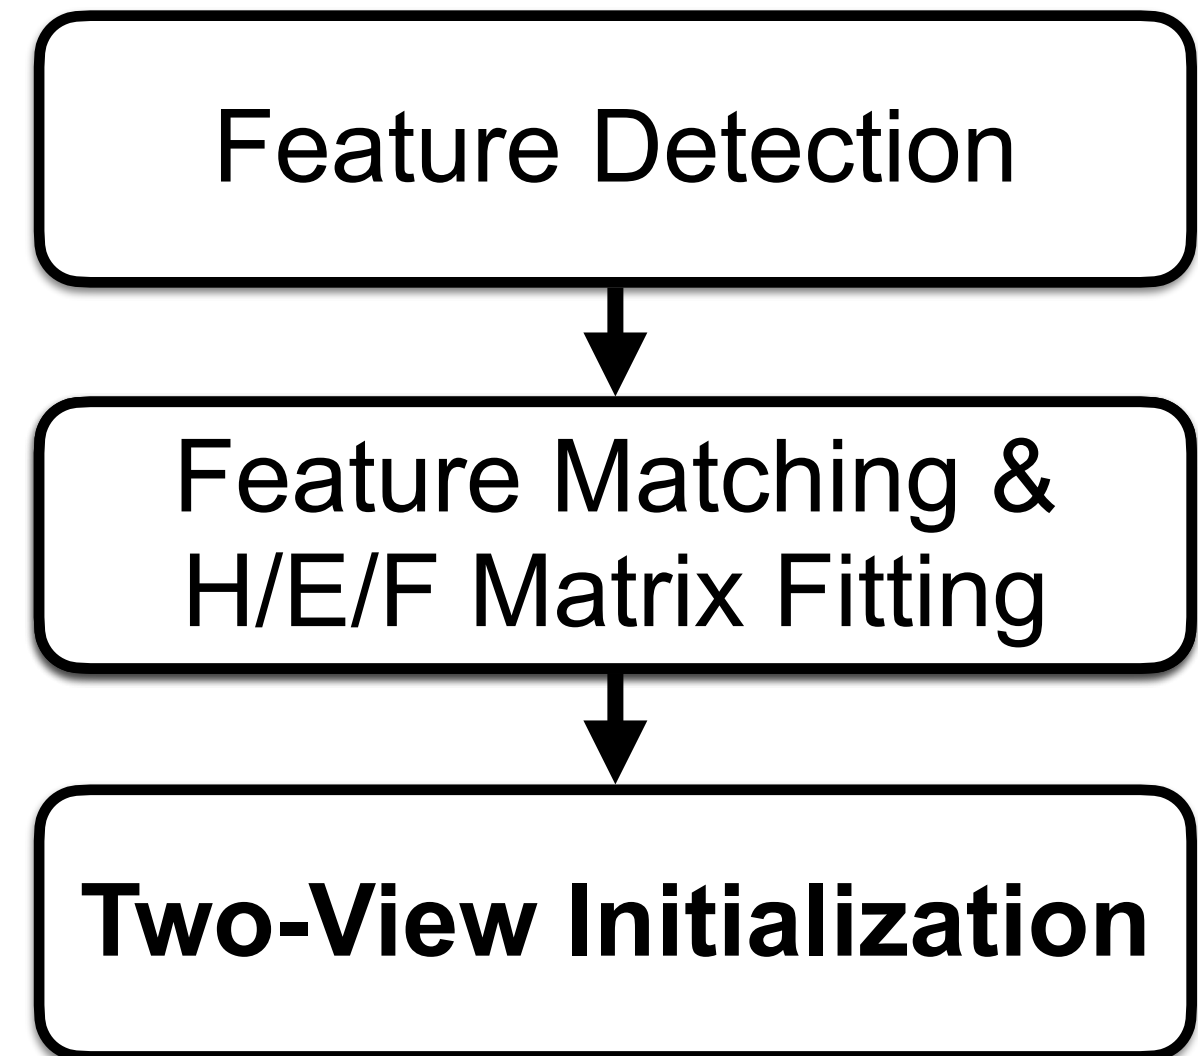 Feature Detection
Feature Matching &
H/E/F Matrix Fitting
Two-View Initialization